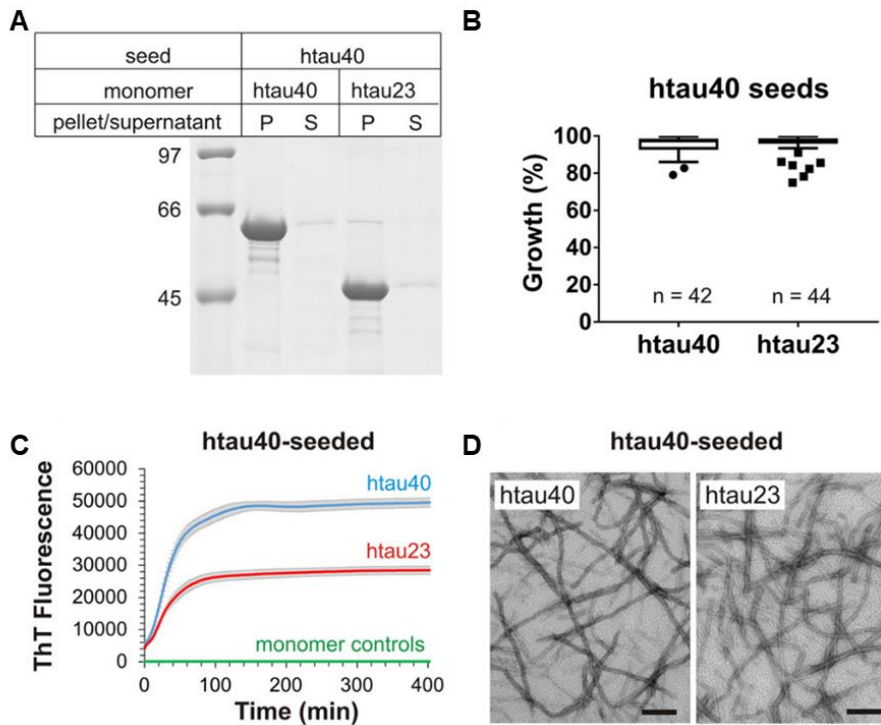 A
seed htau40
monomer htau40 htau23
pellet/supernatant P S P S
97
66
45
B
htau40 seeds
Growth (%)
100
80
60
40
20
0
n = 42 n = 44
htau40 htau23
C
htau40-seeded
ThT Fluorescence
60000
50000
40000
30000
20000
10000
0
htau40
htau23
monomer controls
0 100 200 300 400
Time (min)
D
htau40-seeded
htau40 htau23